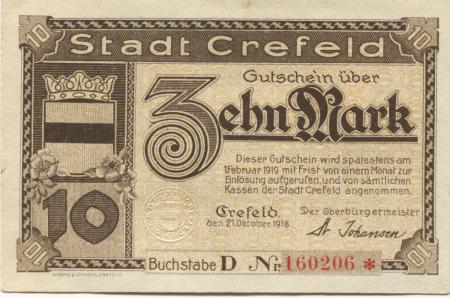 10 10
Stadt Crefeld
Gutschein über
Zehn Mark
Dieser Gutschein wird spätestens am
1.Februar 1919 mit Frist von einem Monat zur
Einlösung aufgerufen, und von sämtlichen
Kassen der Stadt Crefeld angenommen.
10
Crefeld, Der Oberbürgermeister
den 21.Oktober 1918
Johansen
10 10
Buchstabe D Nr. 160206 *